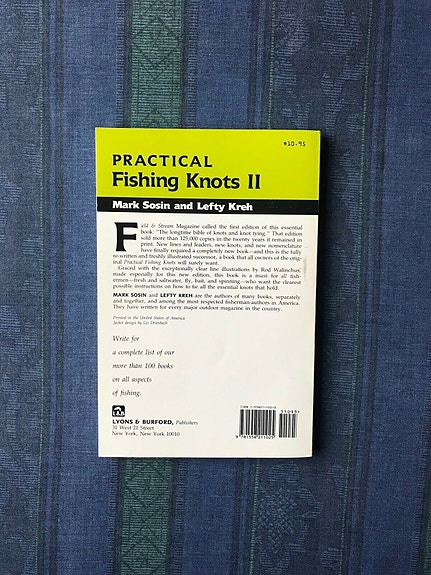 $10.95
PRACTICAL
Fishing Knots II
Mark Sosin and Lefty Kreh
Field & Stream Magazine called the first edition of this essential
book: "The longtime bible of knots and knot tying." That edition
sold more than 125,000 copies in the twenty years it remained in
print. New lines and leaders, new knots, and new nomenclature
have finally required a completely new book—and this is the fully
re-written and freshly illustrated successor, a book that all owners of the orig-
inal Practical Fishing Knots will surely want.
Graced with the exceptionally clear line illustrations by Rod Walinchus,
made especially for this new edition, this book is a must for all fish-
ermen—fresh and saltwater, fly, bait, and spinning—who want the clearest
possible instructions on how to tie all the essential knots that hold.
MARK SOSIN and LEFTY KREH are the authors of many books, separately
and together, and among the most respected fisherman-authors in America.
They have written for every major outdoor magazine in the country.
Printed in the United States of America
Jacket design by Liz Driesbach
Write for
a complete list of our
more than 100 books
on all aspects
of fishing.
L&B
LYONS & BURFORD, Publishers
31 West 21 Street
New York, New York 10010
51095>
9 781558 211025